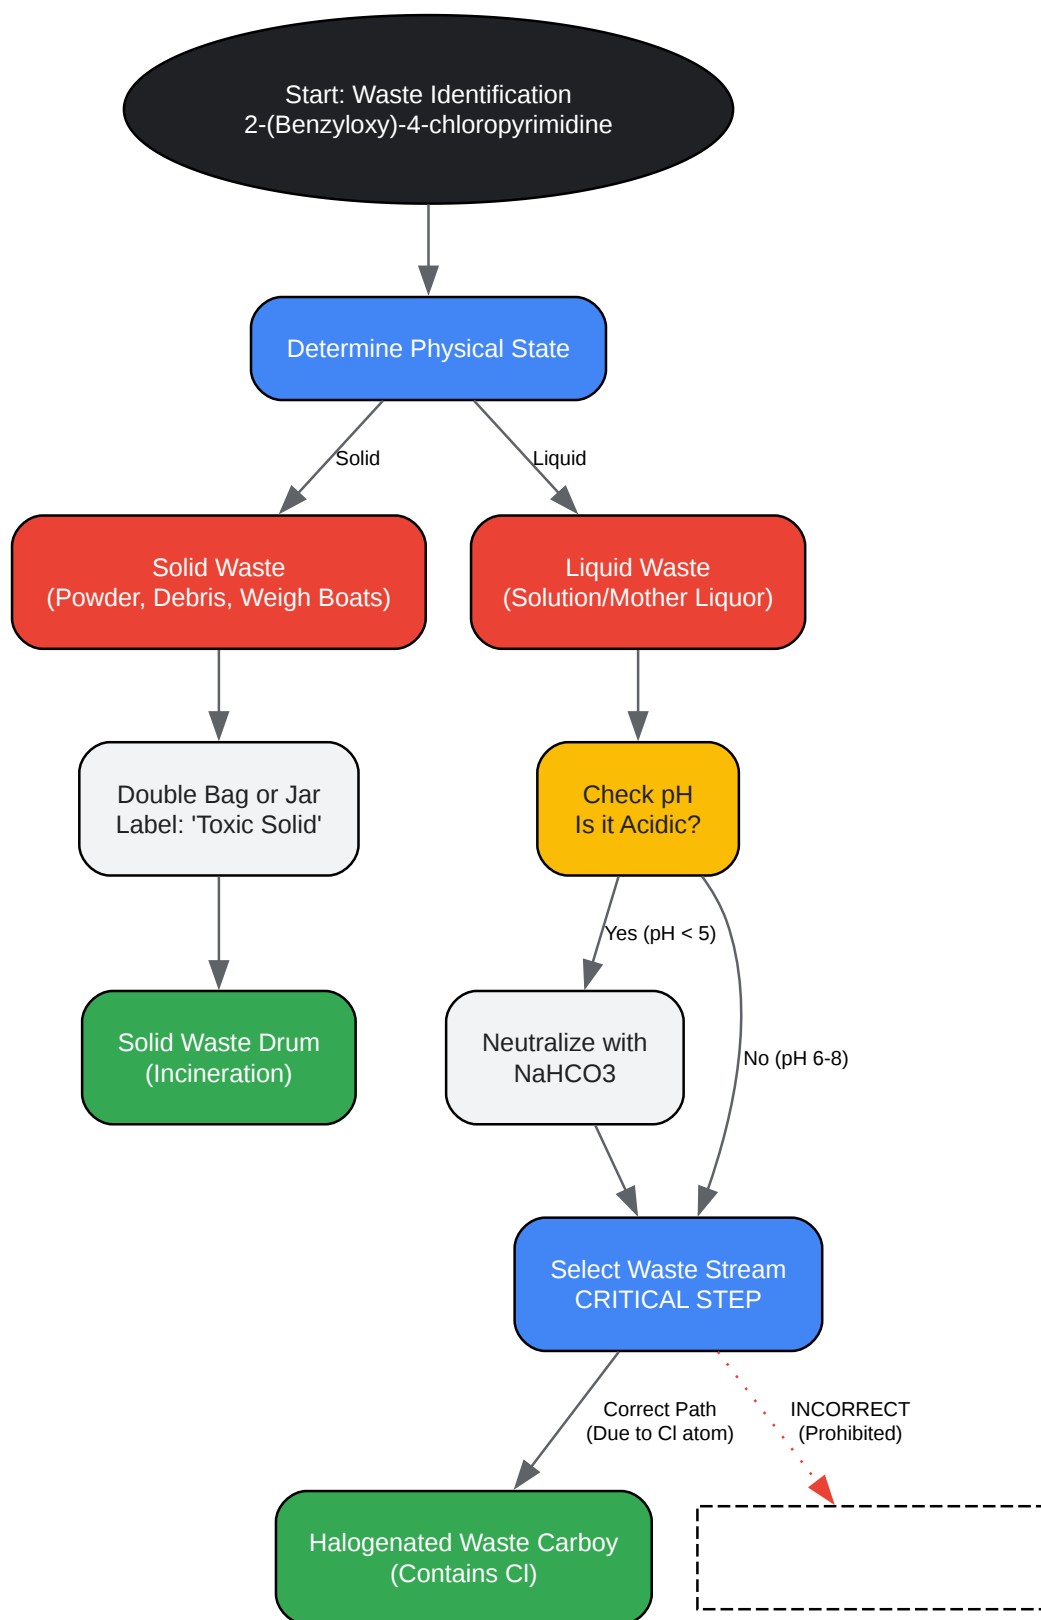 Start: Waste Identification
2-(Benzyloxy)-4-chloropyrimidine
Determine Physical State
Solid
Liquid
Solid Waste
(Powder, Debris, Weigh Boats)
Liquid Waste
(Solution/Mother Liquor)
Double Bag or Jar
Label: 'Toxic Solid'
Check pH
Is it Acidic?
Yes (pH < 5)
Solid Waste Drum
(Incineration)
Neutralize with
NaHCO3
No (pH 6-8)
Select Waste Stream
CRITICAL STEP
Correct Path
(Due to Cl atom)
INCORRECT
(Prohibited)
Halogenated Waste Carboy
(Contains Cl)